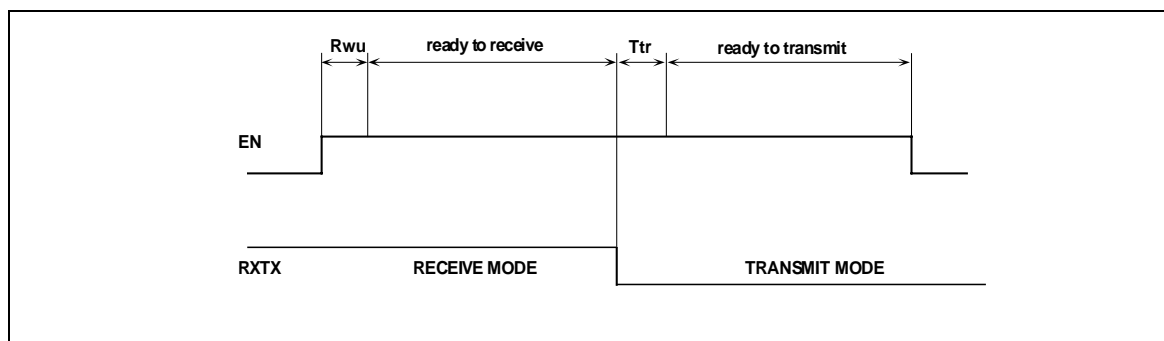 Rwu ready to receive Ttr ready to transmit
EN
RXTX RECEIVE MODE TRANSMIT MODE